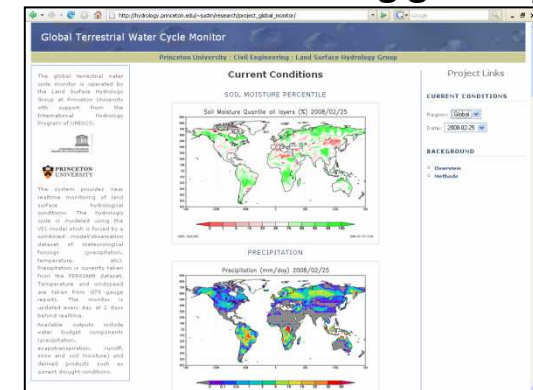 http://hydrology.princeton.edu/~justin/research/project_global_monitor/
Google
Global Terrestrial Water Cycle Monitor
Princeton University : Civil Engineering : Land Surface Hydrology Group
The global terrestrial water
cycle monitor is operated by
the Land Surface Hydrology
Group at Princeton University
with support from the
International Hydrology
Program of UNESCO.
PRINCETON
UNIVERSITY
The system provides near
realtime monitoring of land
surface hydrological
conditions. The hydrologic
cycle is modeled using the
VIC model which is forced by a
combined model/observation
dataset of meteorological
forcings (precipitation,
temperature, etc).
Precipitation is currently taken
from the PERSIANN dataset.
Temperature and windspeed
are taken from GTS gauge
reports. The monitor is
updated every day at 2 days
behind realtime.
Available outputs include
water budget components
(precipitation,
evapotranspiration, runoff,
snow and soil moisture) and
derived products such as
current drought conditions.
Current Conditions
SOIL MOISTURE PERCENTILE
Soil Moisture Quantile all layers (%) 2008/02/25
PRECIPITATION
Precipitation (mm/day) 2008/02/25
Project Links
CURRENT CONDITIONS
Region: Global
Date: 2008-02-25
BACKGROUND
Overview
Methods